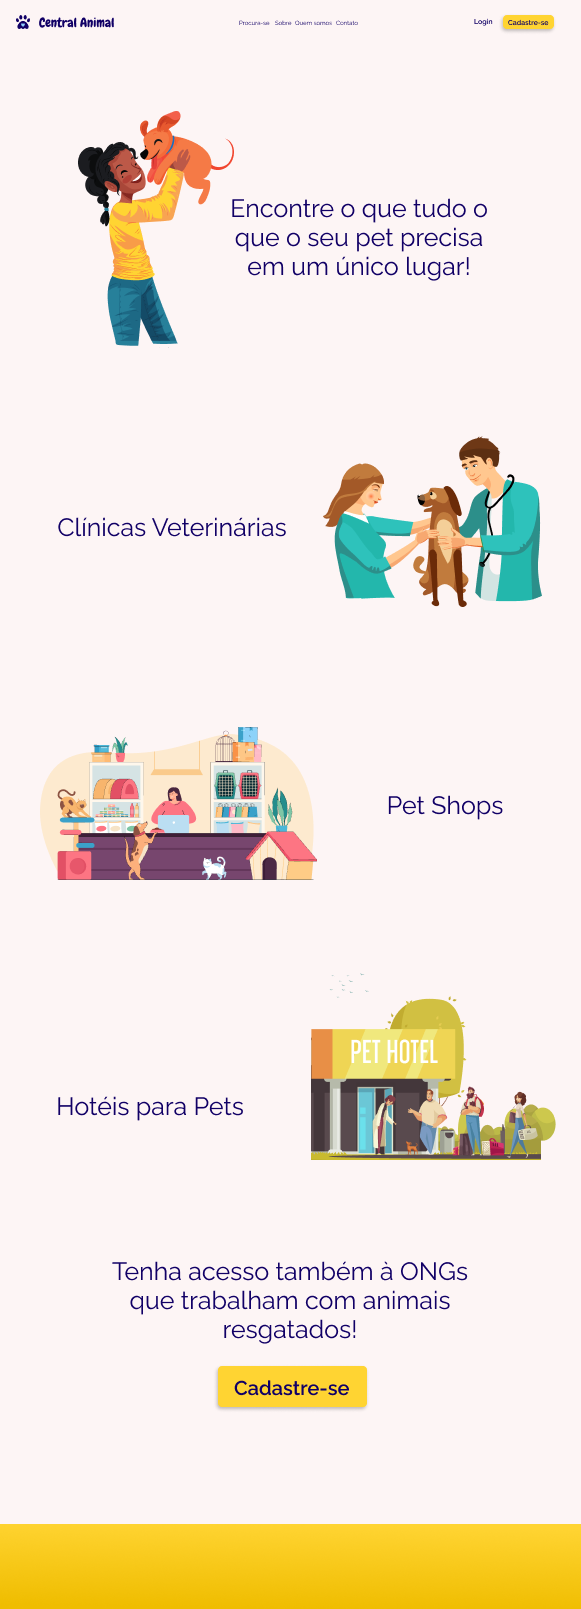 Central Animal
Procura-se Sobre Quem somos Contato
Login
Cadastre-se
Encontre o que tudo o
que o seu pet precisa
em um único lugar!
Clínicas Veterinárias
Pet Shops
PET HOTEL
Hotéis para Pets
Tenha acesso também à ONGs
que trabalham com animais
resgatados!
Cadastre-se